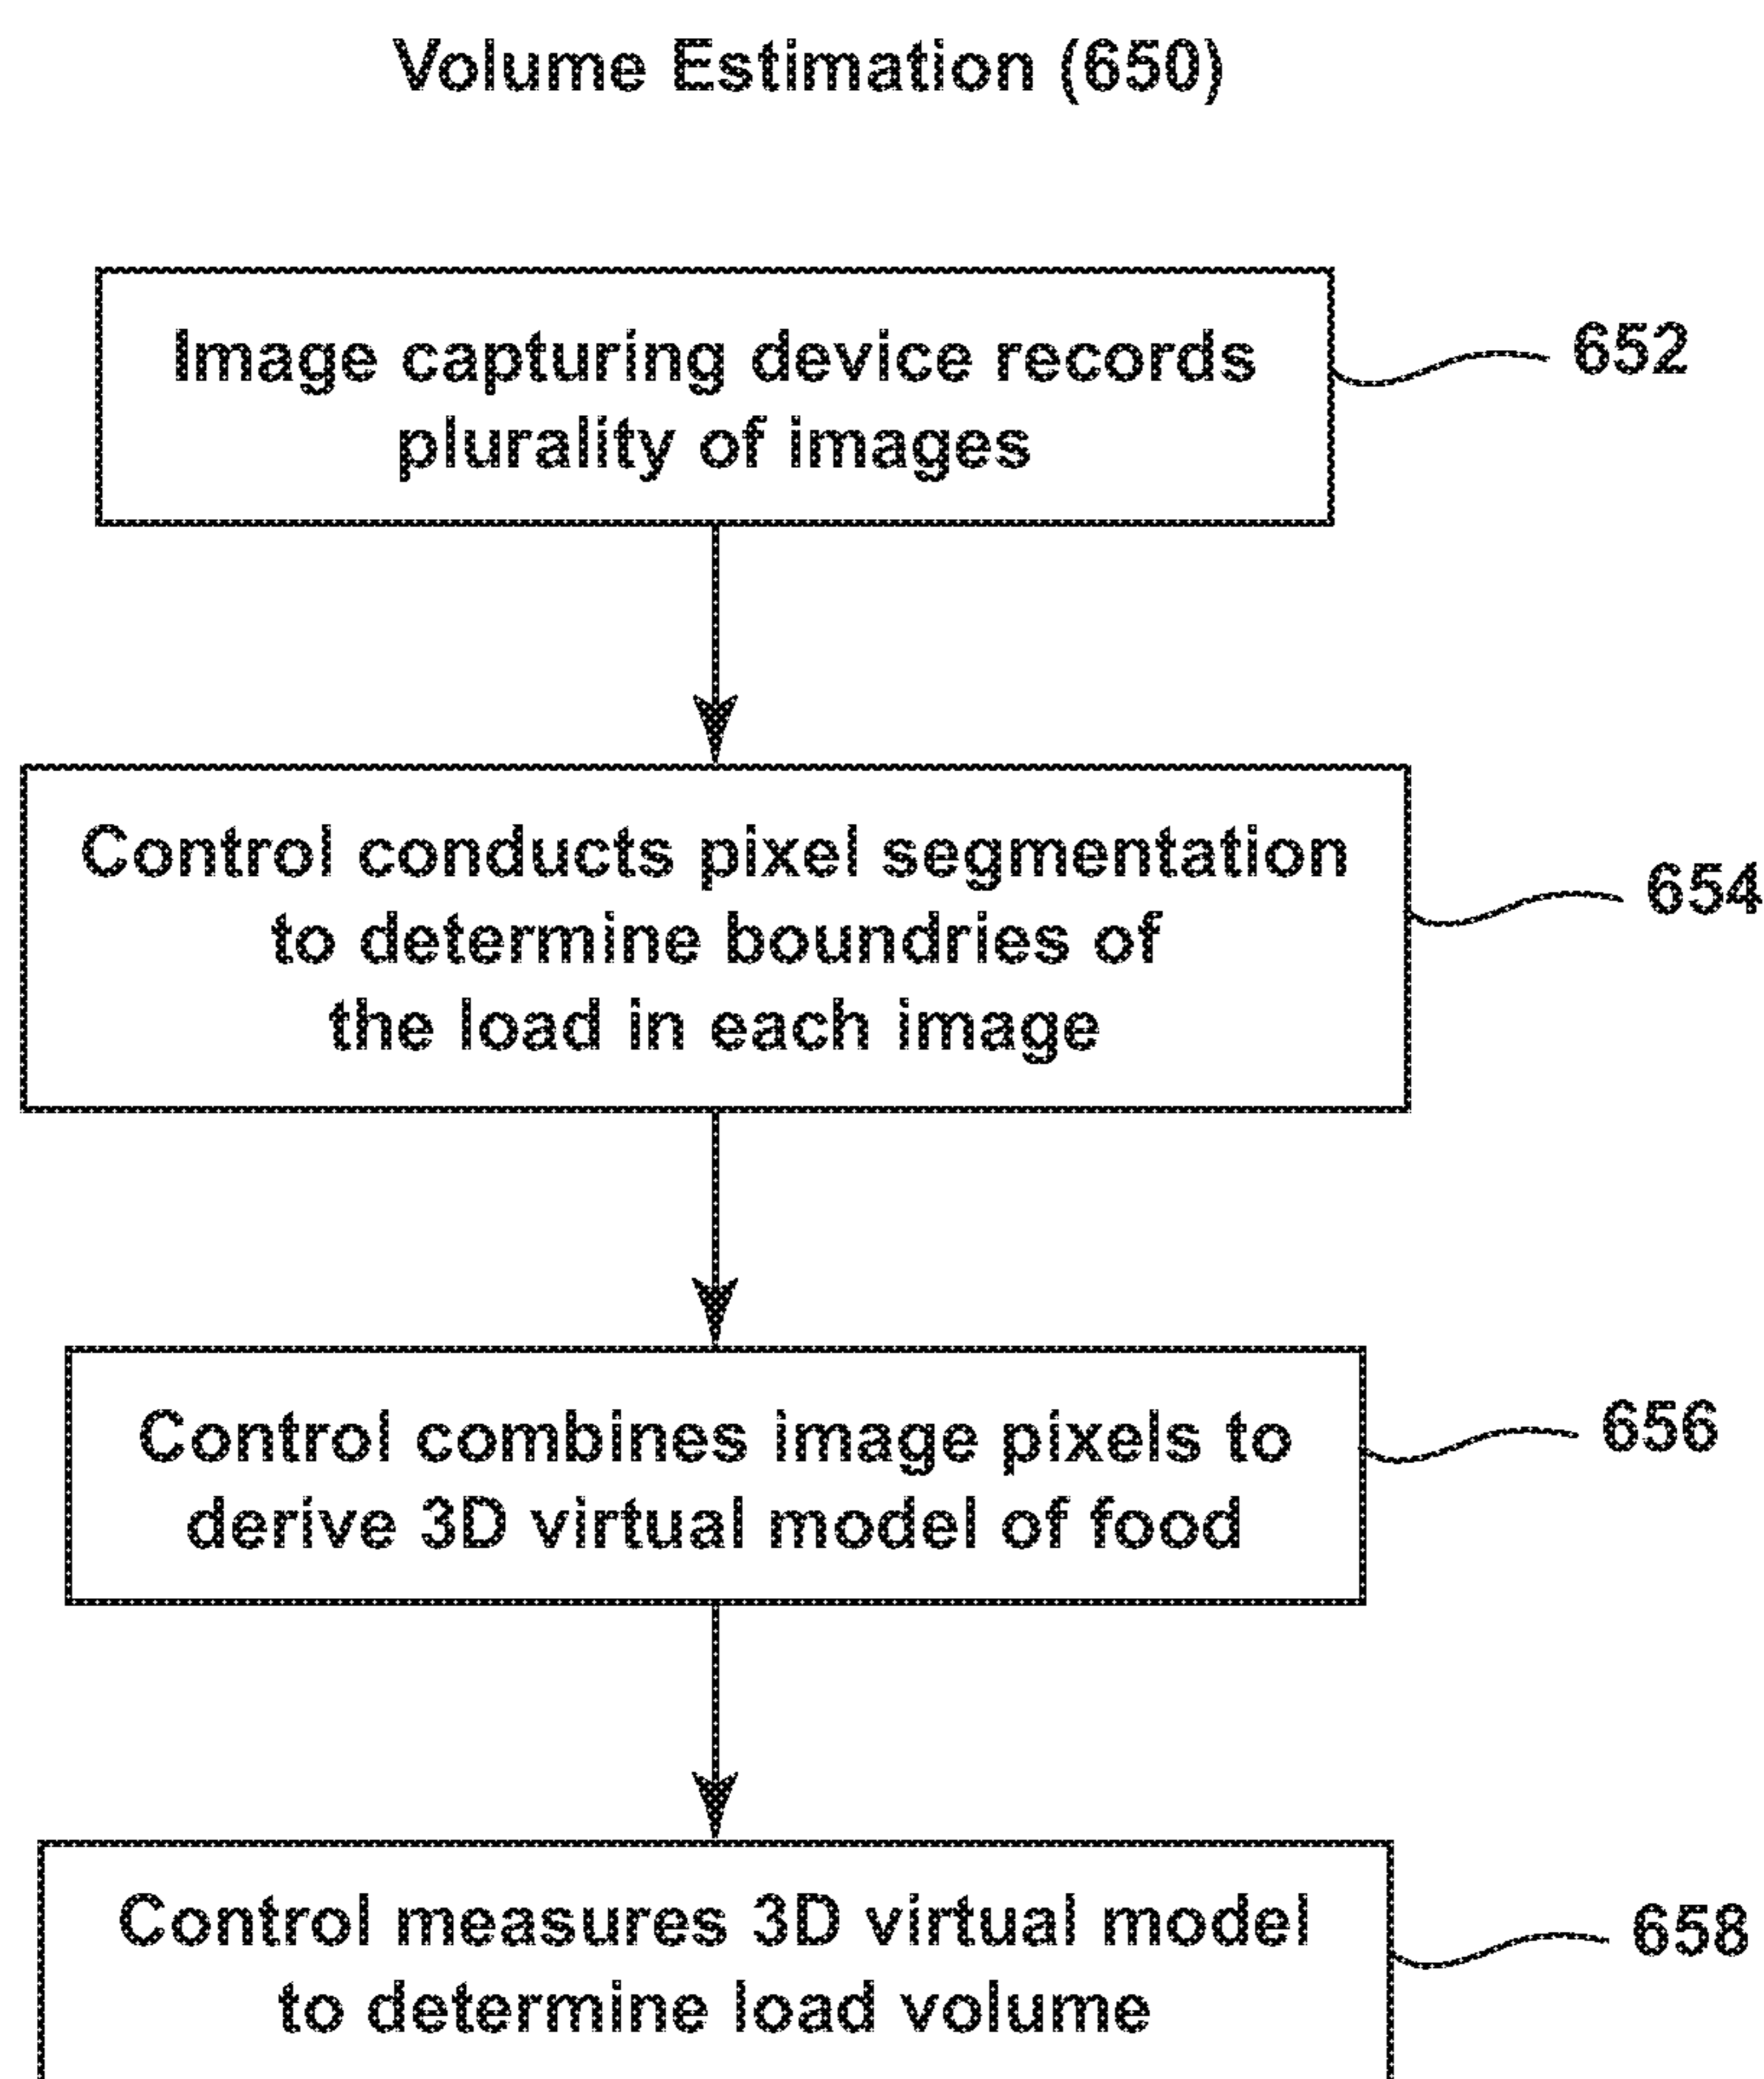 Volume Estimation (650)
Image capturing device records
plurality of images
652
Control conducts pixel segmentation
to determine boundries of
the load in each image
654
Control combines image pixels to
derive 3D virtual model of food
656
Control measures 3D virtual model
to determine load volume
658